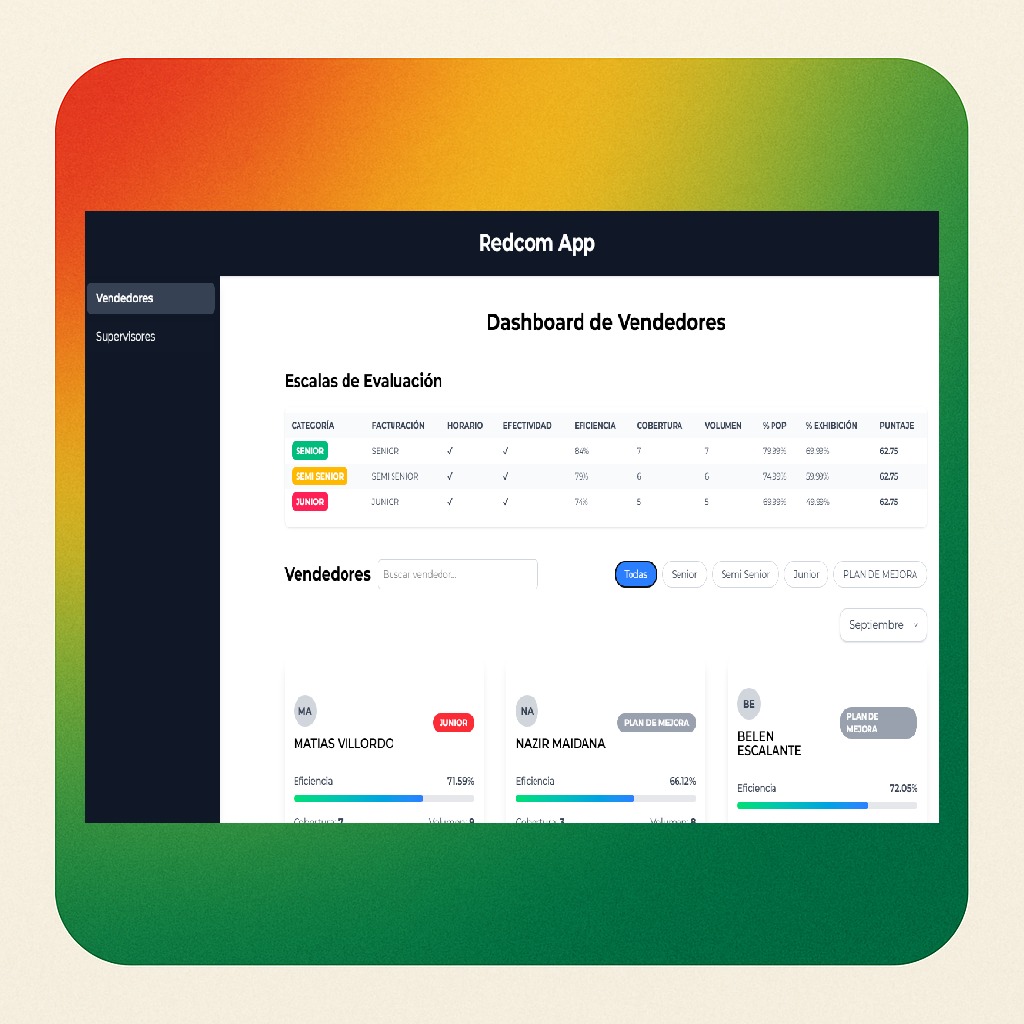 Redcom App
Vendedores
Supervisores
Dashboard de Vendedores
Escalas de Evaluación
CATEGORÍA FACTURACIÓN HORARIO EFECTIVIDAD EFICIENCIA COBERTURA VOLUMEN % POP % EXHIBICIÓN PUNTAJE
SENIOR SENIOR √ √ 84% 7 7 79.99% 69.99% 62.75
SEMI SENIOR SEMI SENIOR √ √ 79% 6 6 74.99% 59.99% 62.75
JUNIOR JUNIOR √ √ 74% 5 5 69.99% 49.99% 62.75
Vendedores Buscar vendedor... Todas Senior Semi Senior Junior PLAN DE MEJORA
Septiembre
MA JUNIOR
MATIAS VILLORDO
Eficiencia 71.59%
Cobertura: 7 Volumen: 9
NA PLAN DE MEJORA
NAZIR MAIDANA
Eficiencia 66.12%
Cobertura: 3 Volumen: 8
BE PLAN DE
MEJORA
BELEN
ESCALANTE
Eficiencia 72.05%